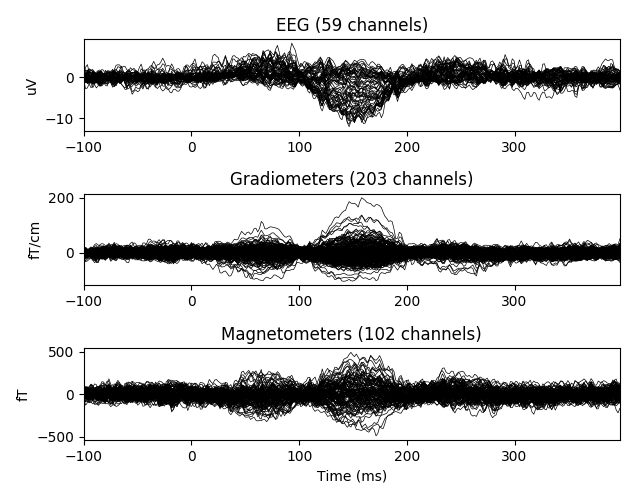 EEG (59 channels)
uV
0
−10
−100 0 100 200 300
Gradiometers (203 channels)
fT/cm
200
0
−100 0 100 200 300
Magnetometers (102 channels)
fT
500
0
−500
−100 0 100 200 300
Time (ms)